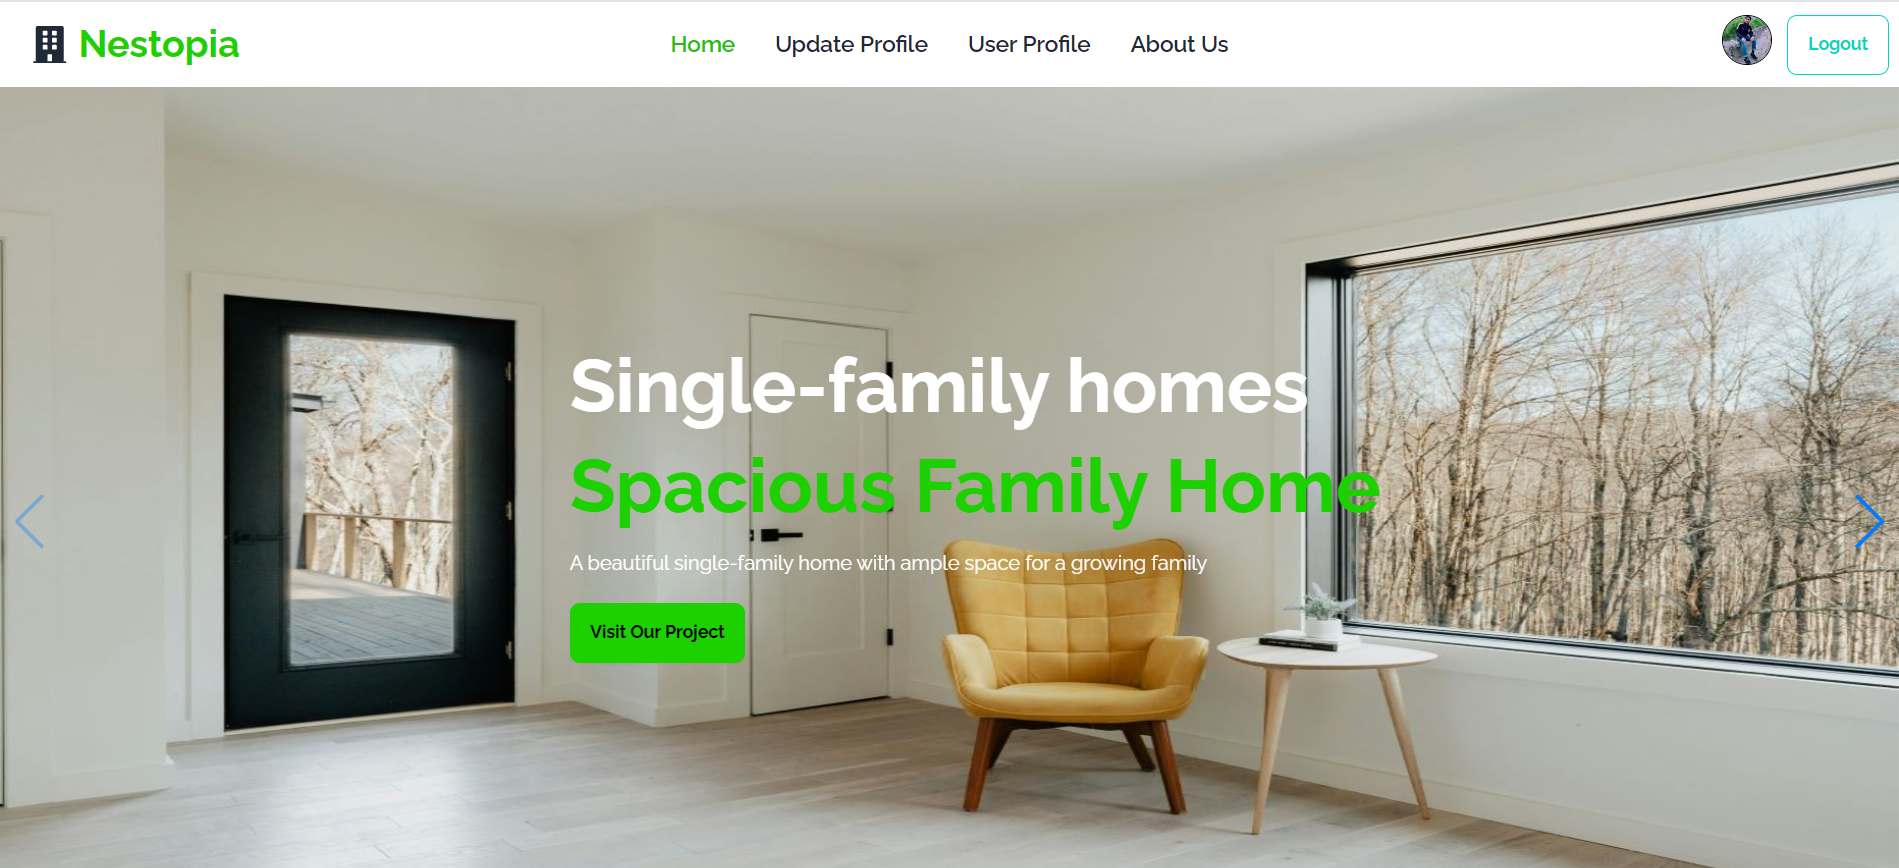 Nestopia
Home
Update Profile
User Profile
About Us
Logout
Single-family homes
Spacious Family Home
A beautiful single-family home with ample space for a growing family
Visit Our Project